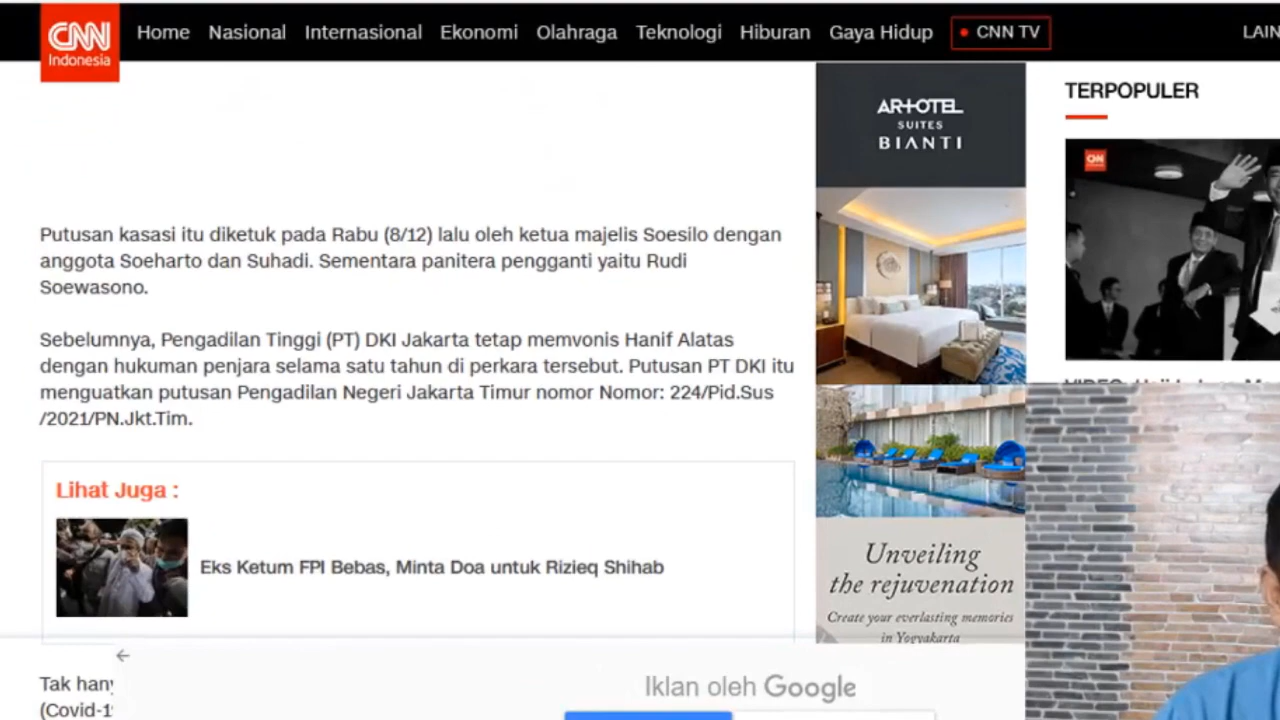 CNN
Indonesia
Home
Nasional
Internasional
Ekonomi
Olahraga
Teknologi
Hiburan
Gaya Hidup
CNN TV
Putusan kasasi itu diketuk pada Rabu (8/12) lalu oleh ketua majelis Soesilo dengan
anggota Soeharto dan Suhadi. Sementara panitera pengganti yaitu Rudi
Soewasono.
Sebelumnya, Pengadilan Tinggi (PT) DKI Jakarta tetap memvonis Hanif Alatas
dengan hukuman penjara selama satu tahun di perkara tersebut. Putusan PT DKI itu
menguatkan putusan Pengadilan Negeri Jakarta Timur nomor Nomor: 224/Pid.Sus
/2021/PN.Jkt.Tim.
Lihat Juga :
Eks Ketum FPI Bebas, Minta Doa untuk Rizieq Shihab
Tak
(Covid-1
Iklan oleh Google
ARTOTEL
SUITES
BIANTI
Unveiling
the rejuvenation
Create your everlasting memories
in Yogyakarta
TERPOPULER